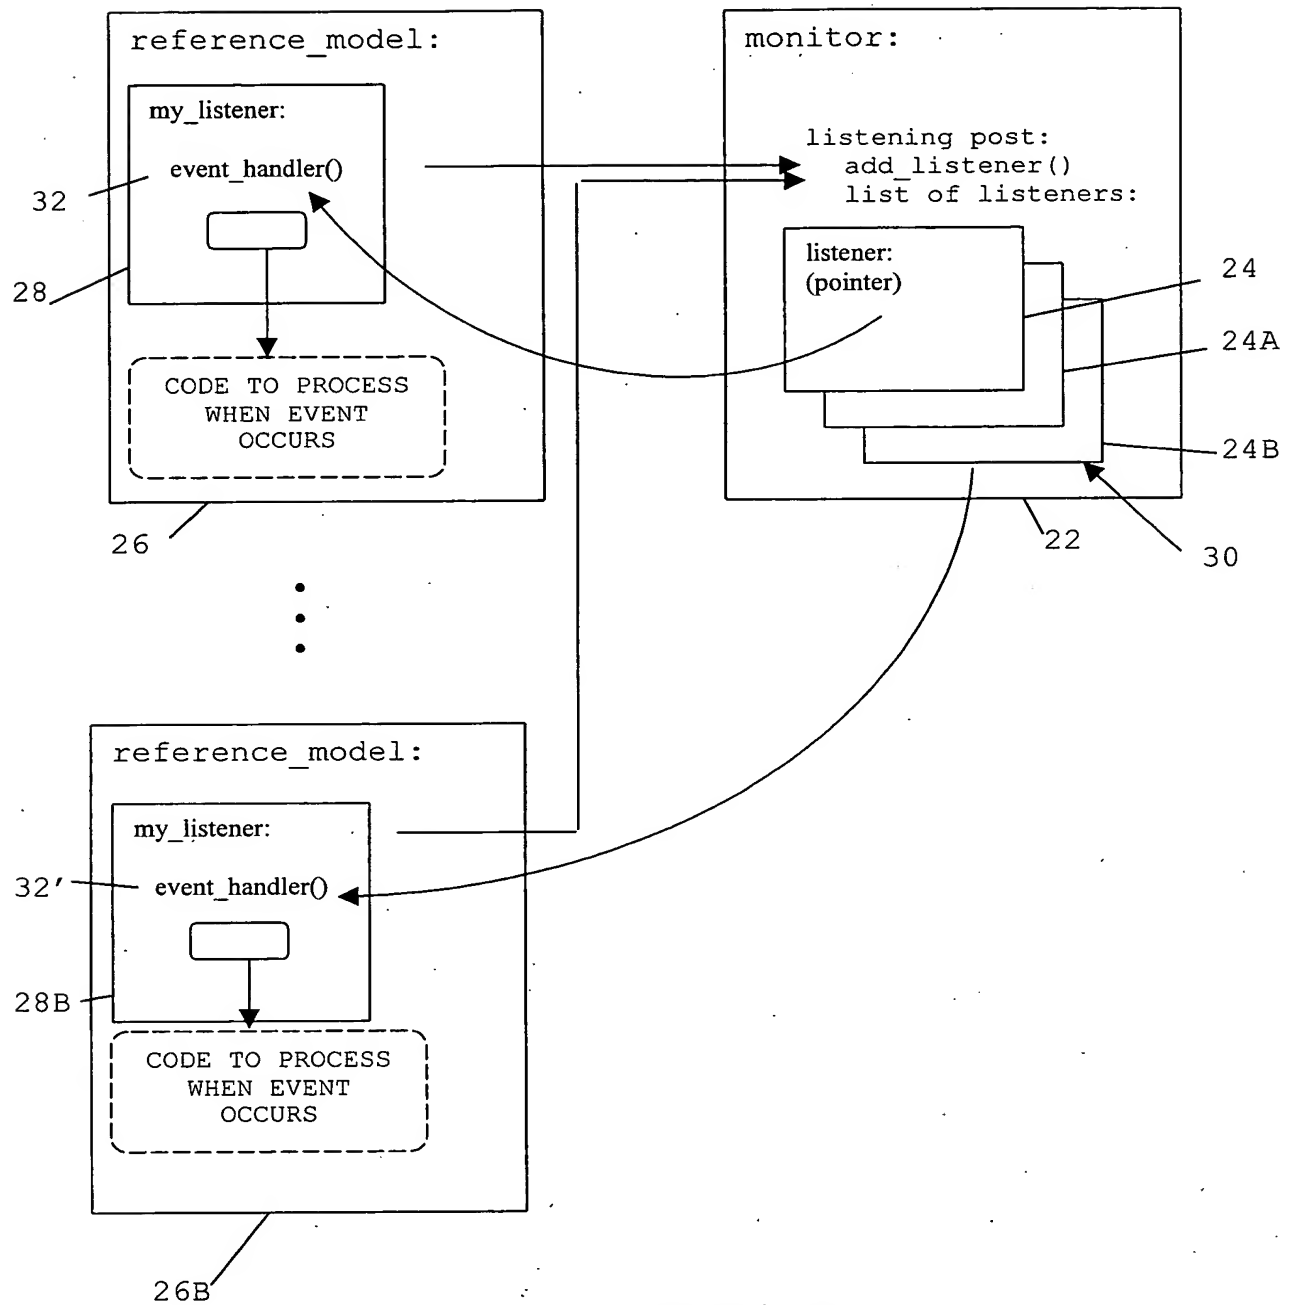 reference_model:
my_listener:
event_handler()
32
28
CODE TO PROCESS
WHEN EVENT
OCCURS
26
monitor:
listening post:
add_listener()
list of listeners:
listener:
(pointer)
24
24A
24B
22
30
reference_model:
my_listener:
event_handler()
32'
28B
CODE TO PROCESS
WHEN EVENT
OCCURS
26B